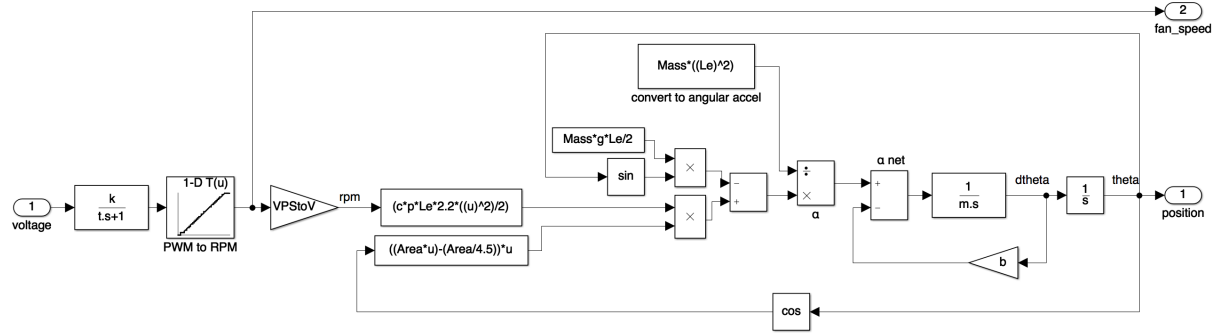 2
fan_speed
Mass*((Le)^2)
convert to angular accel
Mass*g*Le/2
sin
×
−
+
÷
×
α
α net
+
−
1
m.s
dtheta
1
s
theta
1
position
1
voltage
k
t.s+1
1-D T(u)
PWM to RPM
VPStoV
rpm
(c*p*Le*2.2*((u)^2)/2)
×
((Area*u)-(Area/4.5))*u
b
cos